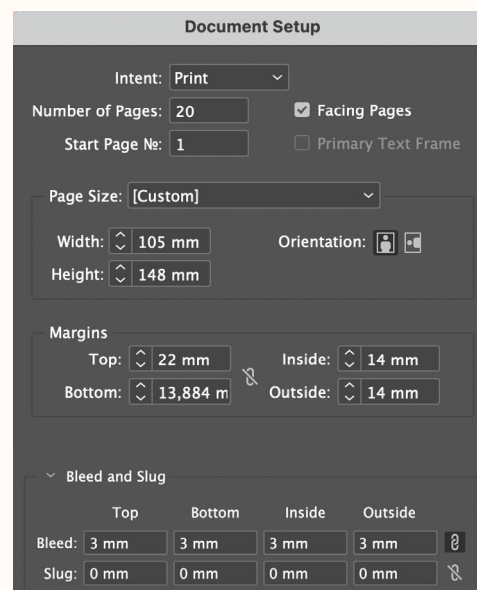 Document Setup
Intent: Print
Number of Pages: 20 Facing Pages
Start Page №: 1 Primary Text Frame
Page Size: [Custom]
Width: 105 mm Orientation:
Height: 148 mm
Margins
Top: 22 mm Inside: 14 mm
Bottom: 13,884 m Outside: 14 mm
Bleed and Slug
Top Bottom Inside Outside
Bleed: 3 mm 3 mm 3 mm 3 mm
Slug: 0 mm 0 mm 0 mm 0 mm